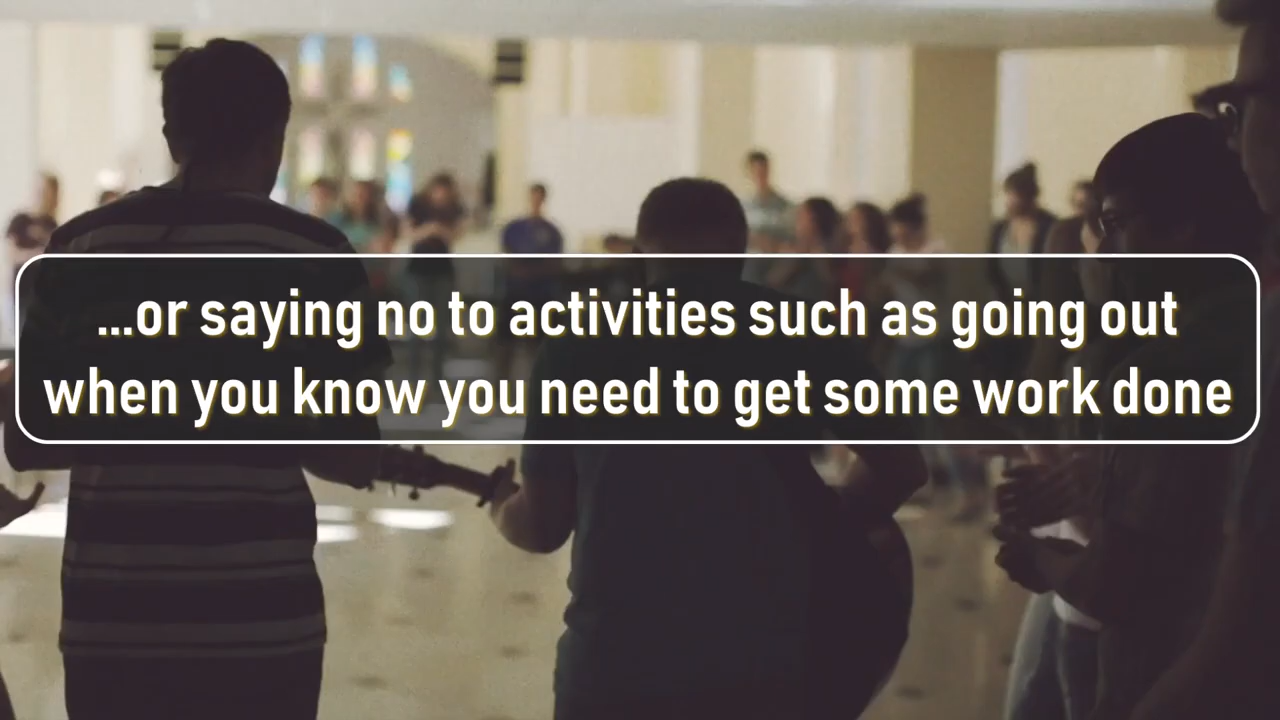 ...or saying no to activities such as going out
when you know you need to get some work done